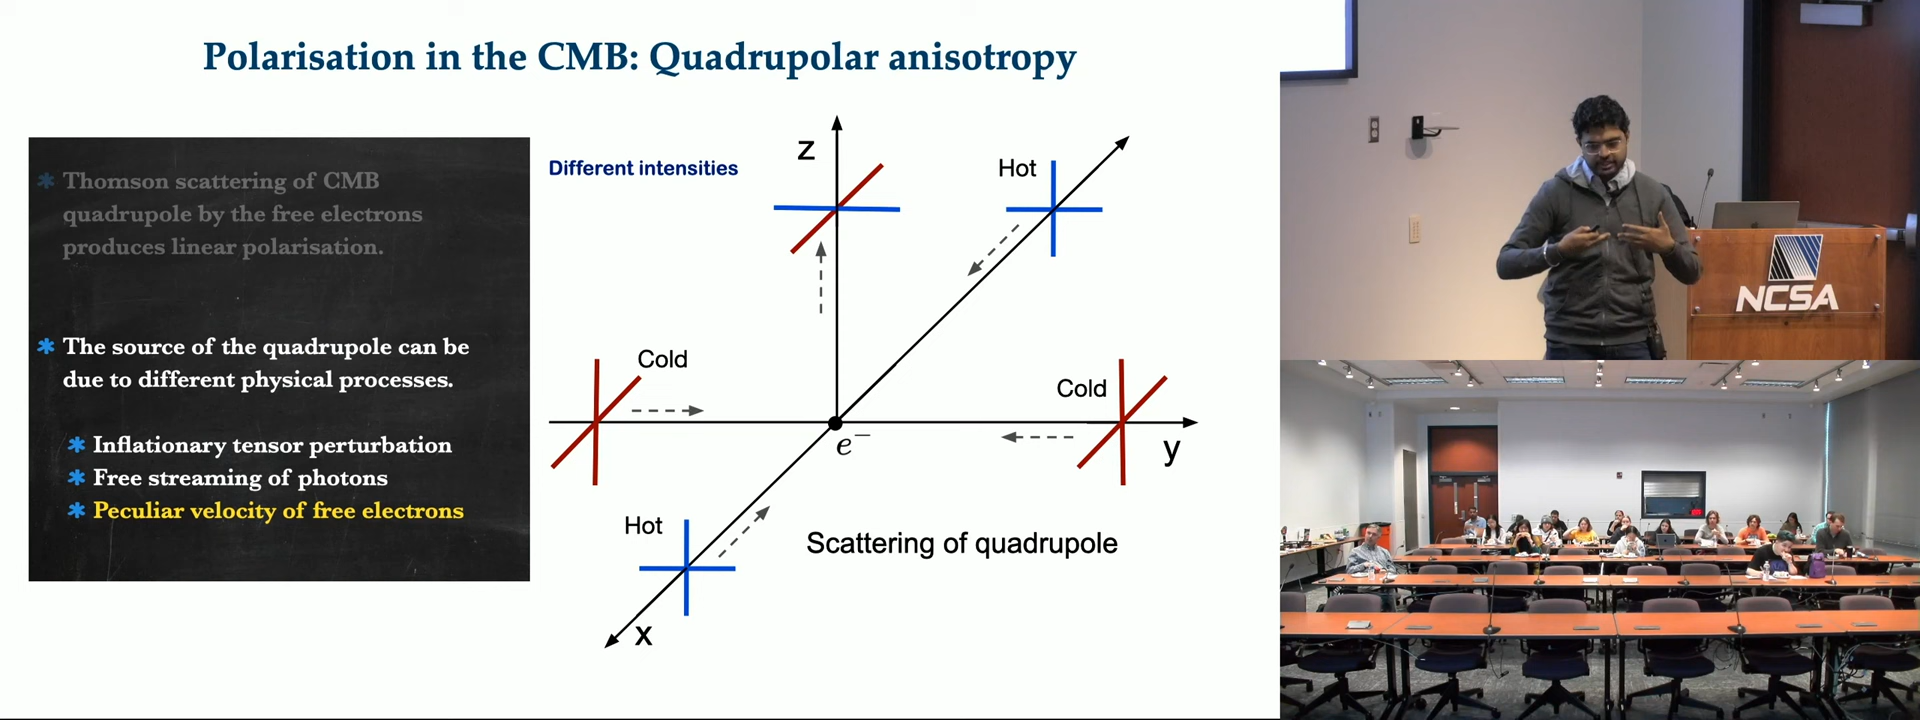 Polarisation in the CMB: Quadrupolar anisotropy
Thomson scattering of CMB
quadrupole by the free electrons
produces linear polarisation.
The source of the quadrupole can be
due to different physical processes.
Inflationary tensor perturbation
Free streaming of photons
Peculiar velocity of free electrons
Different intensities
z
Hot
Cold
Cold
e−
y
Hot
Scattering of quadrupole
x
NCSA